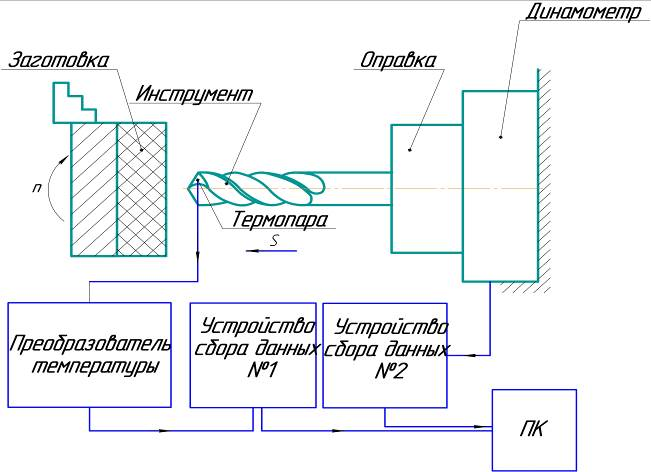 Динамометр
Заготовка
Оправка
Инструмент
n
Термопара
S
Преобразователь
температуры
Устройство
сбора данных
№1
Устройство
сбора данных
№2
ПК